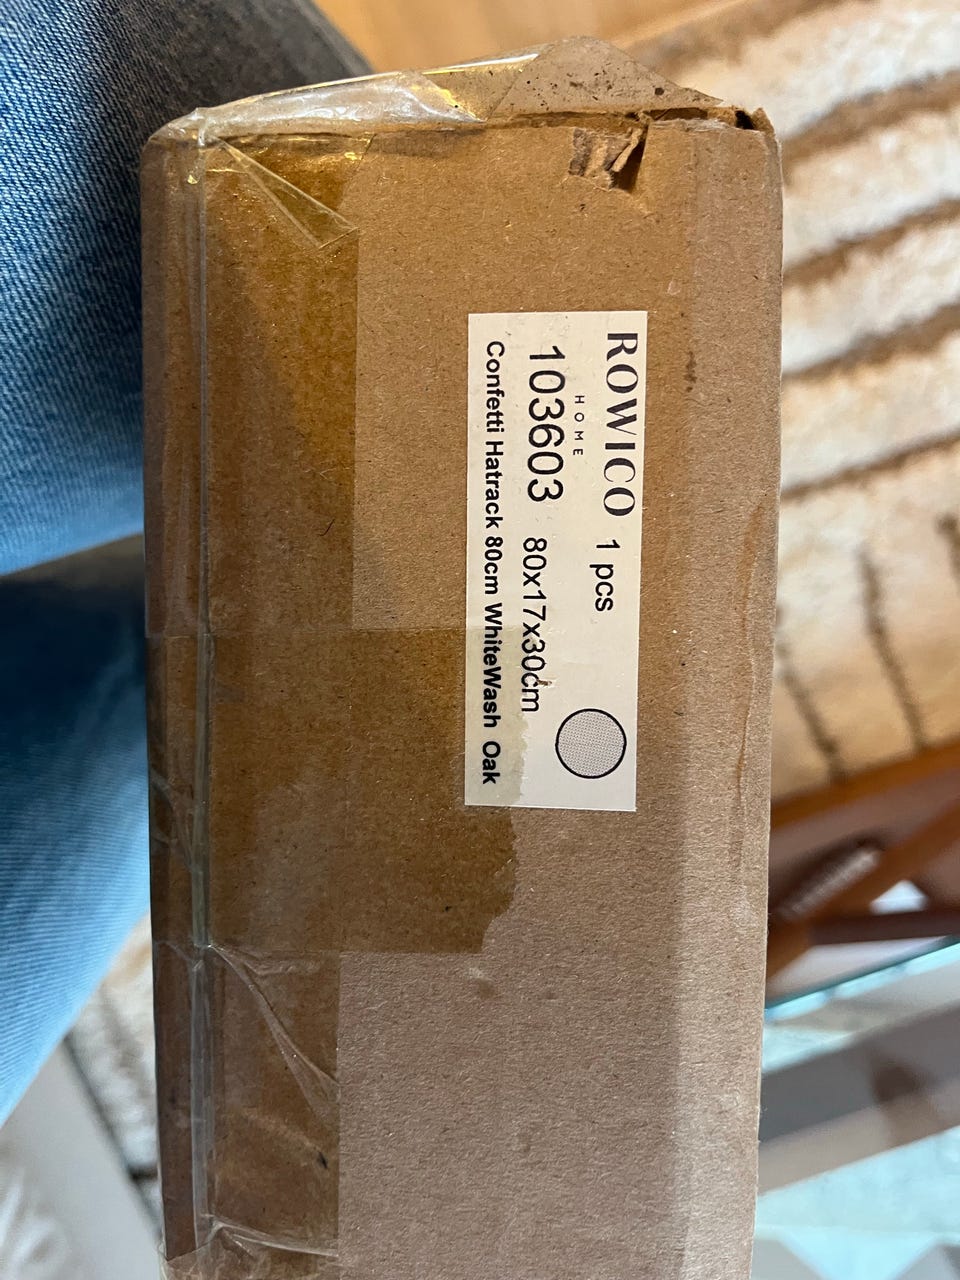 ROWICO 1 pcs
HOME
103603 80x17x30cm
Confetti Hatrack 80cm WhiteWash Oak